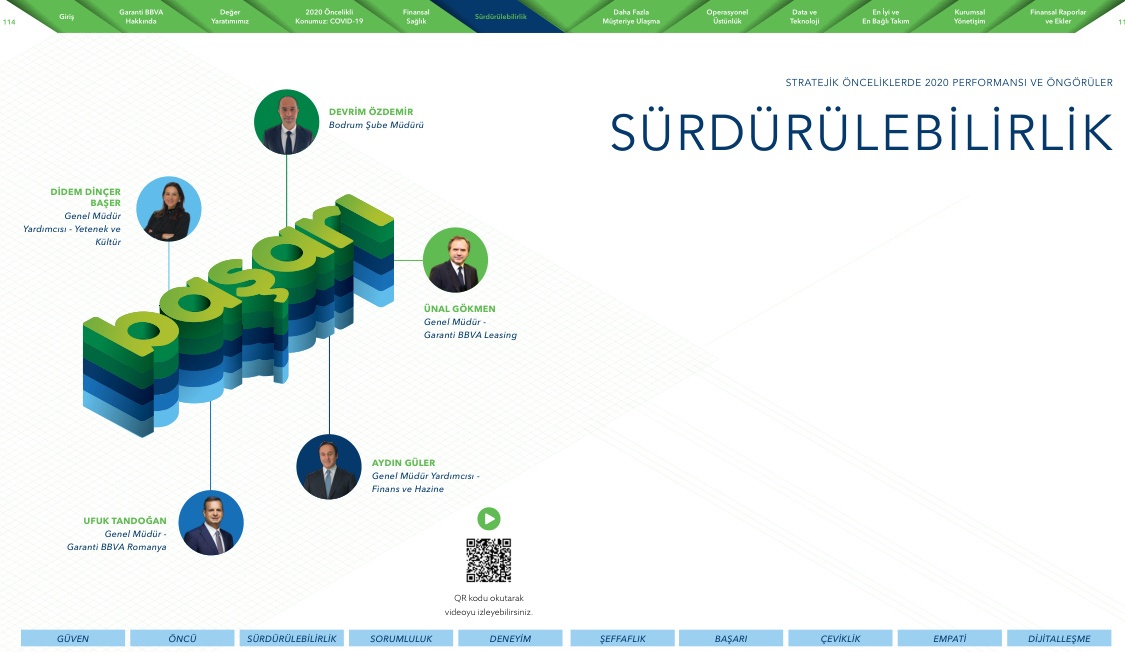 114
Giriş
Garanti BBVA
Hakkında
Değer
Yaratımımız
2020 Öncelikli
Konumuz: COVID-19
Finansal
Sağlık
Sürdürülebilirlik
Daha Fazla
Müşteriye Ulaşma
Operasyonel
Üstünlük
Data ve
Teknoloji
En İyi ve
En Bağlı Takım
Kurumsal
Yönetişim
Finansal Raporlar
ve Ekler
STRATEJİK ÖNCELİKLERDE 2020 PERFORMANSI VE ÖNGÖRÜLER
SÜRDÜRÜLEBİLİRLİK
DEVRİM ÖZDEMİR
Bodrum Şube Müdürü
DİDEM DİNÇER
BAŞER
Genel Müdür
Yardımcısı - Yetenek ve
Kültür
başarı
ÜNAL GÖKMEN
Genel Müdür -
Garanti BBVA Leasing
AYDIN GÜLER
Genel Müdür Yardımcısı -
Finans ve Hazine
UFUK TANDOĞAN
Genel Müdür -
Garanti BBVA Romanya
QR kodu okutarak
videoyu izleyebilirsiniz.
GÜVEN
ÖNCÜ
SÜRDÜRÜLEBİLİRLİK
SORUMLULUK
DENEYİM
ŞEFFAFLIK
BAŞARI
ÇEVİKLİK
EMPATİ
DİJİTALLEŞME